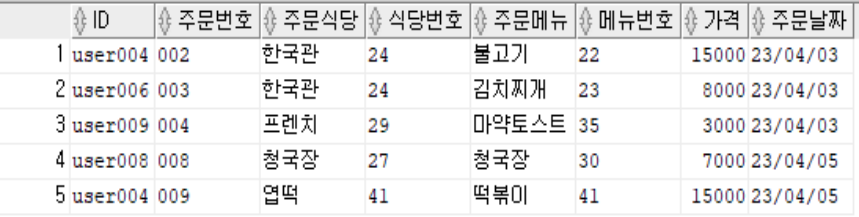 ID 주문번호 주문식당 식당번호 주문메뉴 메뉴번호 가격 주문날짜
1 user004 002 한국관 24 불고기 22 15000 23/04/03
2 user006 003 한국관 24 김치찌개 23 8000 23/04/03
3 user009 004 프렌치 29 마약토스트 35 3000 23/04/03
4 user008 008 청국장 27 청국장 30 7000 23/04/05
5 user004 009 엽떡 41 떡볶이 41 15000 23/04/05